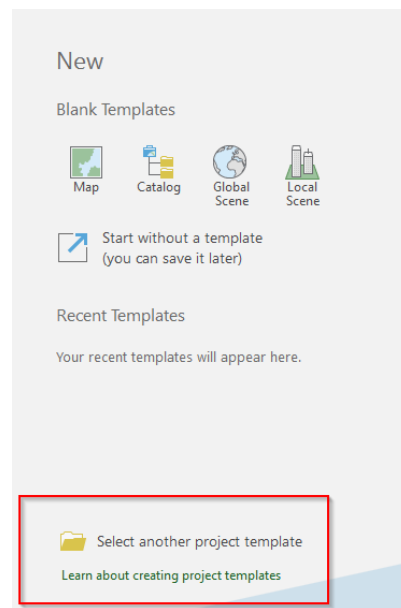 New
Blank Templates
Map
Catalog
Global
Scene
Local
Scene
Start without a template
(you can save it later)
Recent Templates
Your recent templates will appear here.
Select another project template
Learn about creating project templates